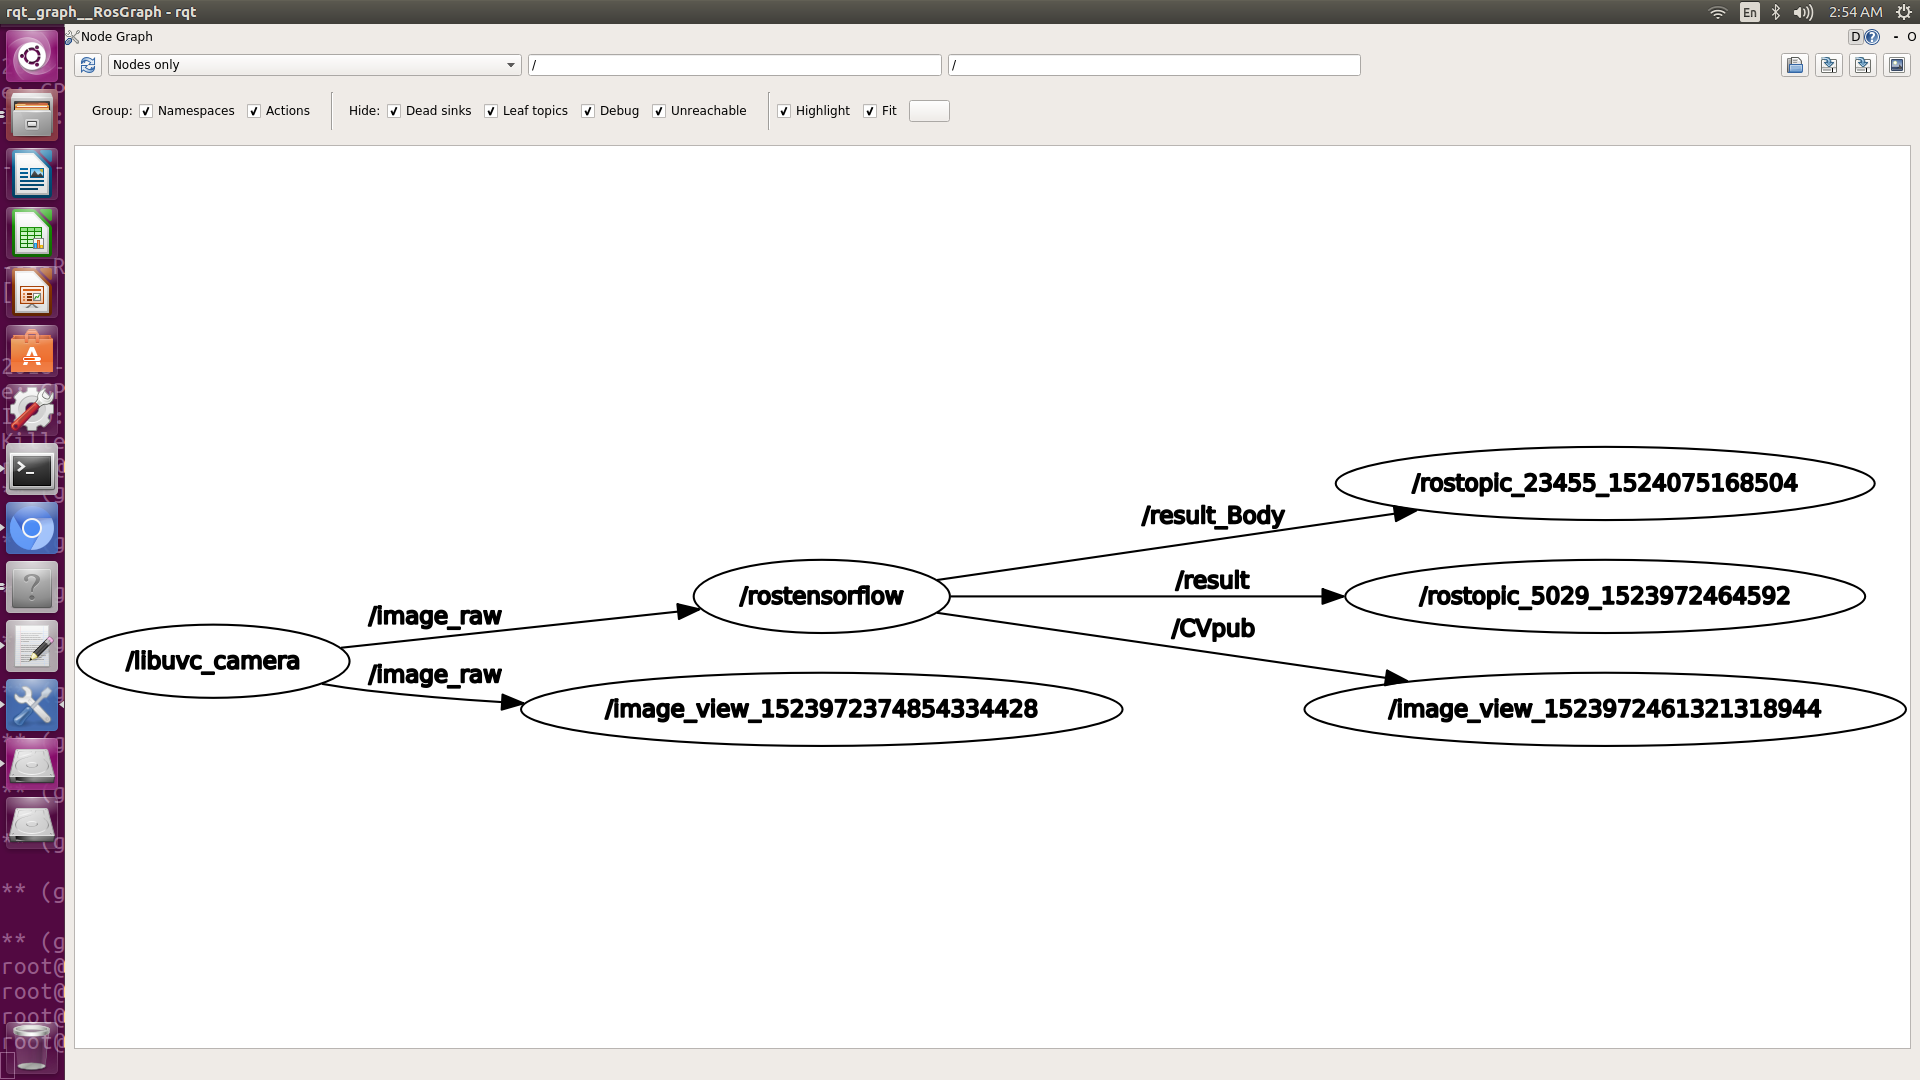 rqt_graph__RosGraph - rqt
En
2:54 AM
Node Graph
D
- O
Nodes only
/
/
Group: Namespaces Actions
Hide: Dead sinks Leaf topics Debug Unreachable
Highlight Fit
/rostopic_23455_1524075168504
/result_Body
/result
/rostensorflow
/rostopic_5029_1523972464592
/image_raw
/CVpub
/libuvc_camera
/image_raw
/image_view_1523972374854334428
/image_view_1523972461321318944
** (g
** (g
root@
root@
root@
root@